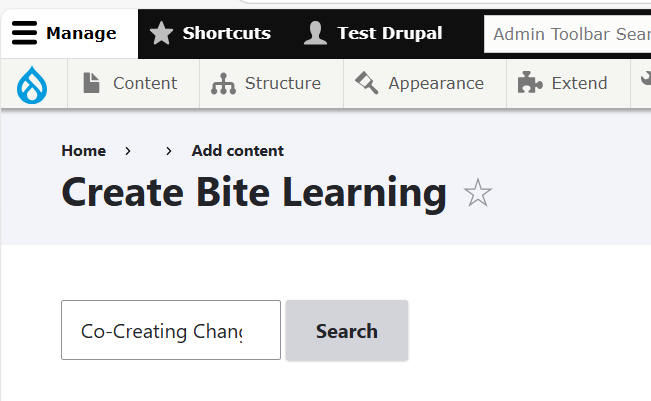 Manage Shortcuts Test Drupal Admin Toolbar Sear
Content Structure Appearance Extend
Home > > Add content
Create Bite Learning
Co-Creating Chang Search